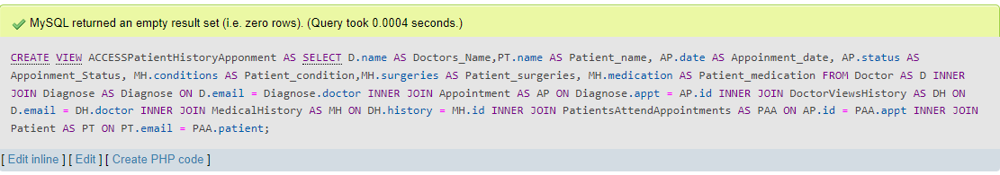 MySQL returned an empty result set (i.e. zero rows). (Query took 0.0004 seconds.)
CREATE VIEW ACCESSPatientHistoryApponment AS SELECT D.name AS Doctors_Name,PT.name AS Patient_name, AP.date AS Appoinment_date, AP.status AS
Appoinment_Status, MH.conditions AS Patient_condition,MH.surgeries AS Patient_surgeries, MH.medication AS Patient_medication FROM Doctor AS D INNER
JOIN Diagnose AS Diagnose ON D.email = Diagnose.doctor INNER JOIN Appointment AS AP ON Diagnose.appt = AP.id INNER JOIN DoctorViewsHistory AS DH ON
D.email = DH.doctor INNER JOIN MedicalHistory AS MH ON DH.history = MH.id INNER JOIN PatientsAttendAppointments AS PAA ON AP.id = PAA.appt INNER JOIN
Patient AS PT ON PT.email = PAA.patient;
[ Edit inline ] [ Edit ] [ Create PHP code ]